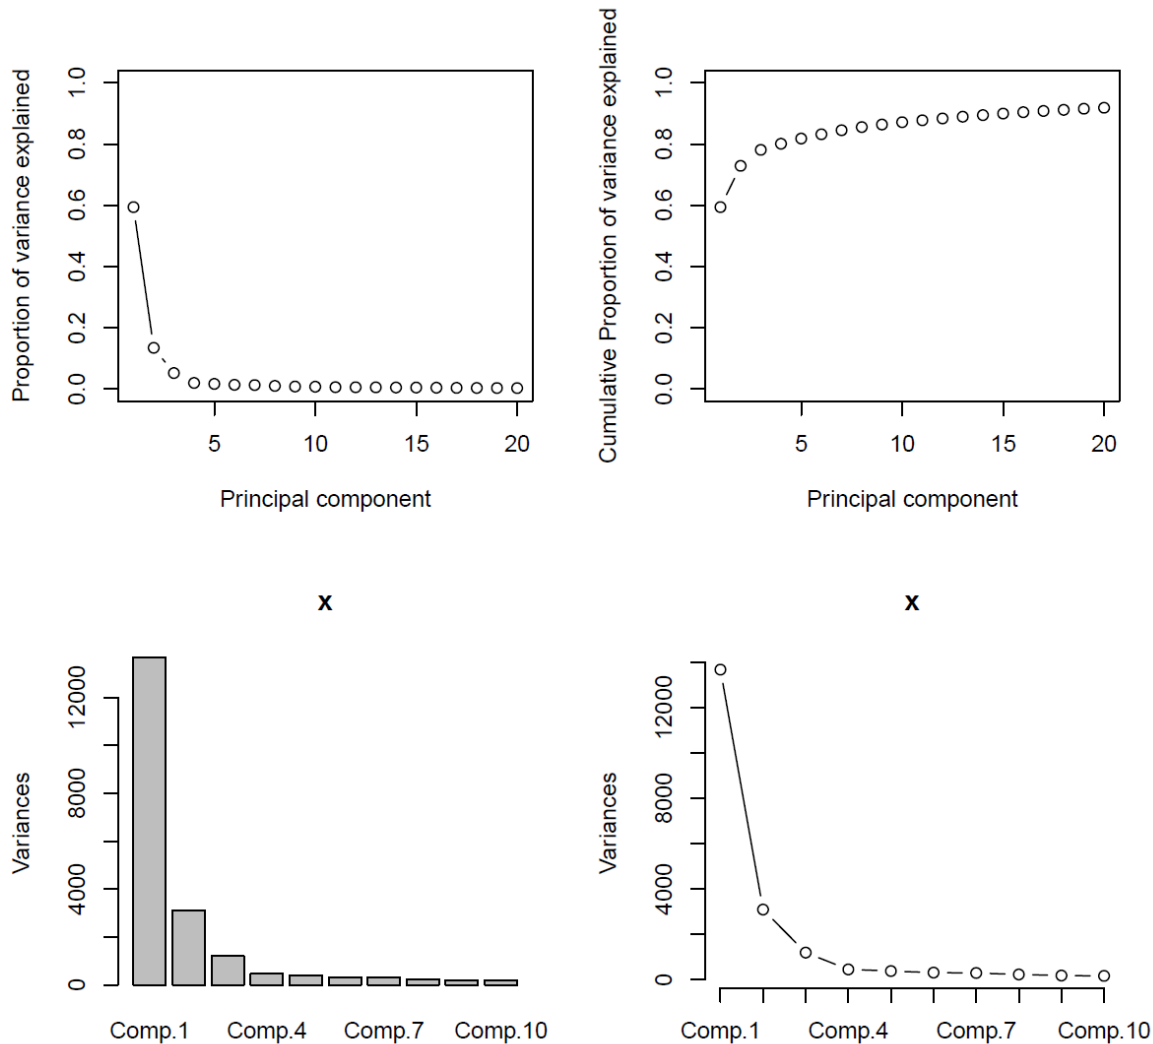 Proportion of variance explained
1.0
0.8
0.6
0.4
0.2
0.0
5 10 15 20
Principal component
Cumulative Proportion of variance explained
1.0
0.8
0.6
0.4
0.2
0.0
5 10 15 20
Principal component
x
Variances
12000
8000
4000
0
Comp.1 Comp.4 Comp.7 Comp.10
x
Variances
12000
8000
4000
0
Comp.1 Comp.4 Comp.7 Comp.10